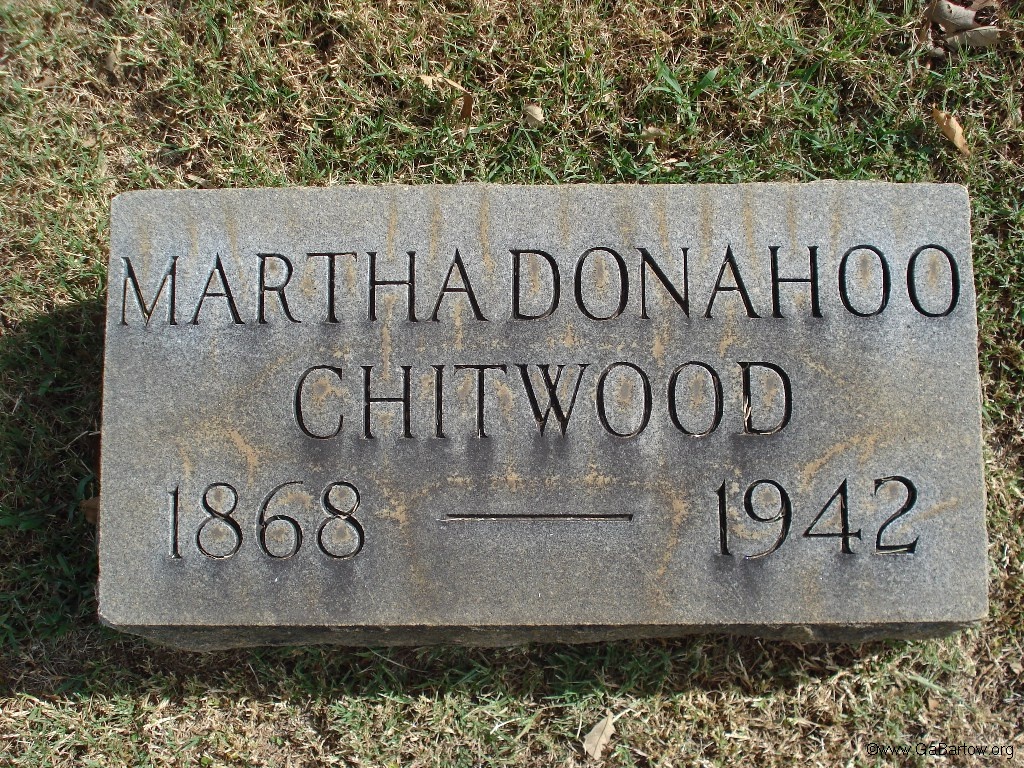 MARTHA DONAHOO
CHITWOOD
1868 — 1942
©www.GaBartow.org